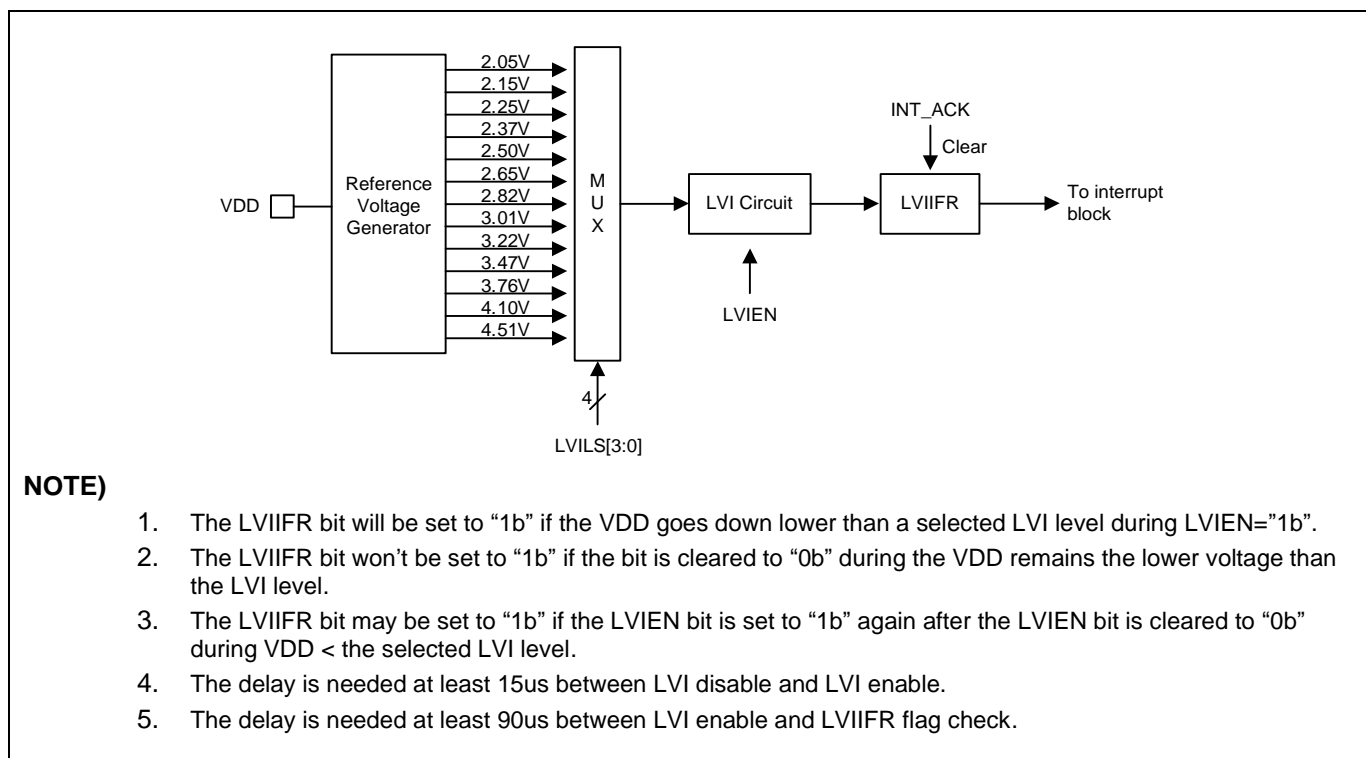 2.05V
2.15V
2.25V
2.37V
2.50V
2.65V
2.82V
3.01V
3.22V
3.47V
3.76V
4.10V
4.51V
VDD
Reference
Voltage
Generator
M
U
X
4
LVILS[3:0]
LVI Circuit
LVIEN
INT_ACK
Clear
LVIIFR
To interrupt
block
NOTE)
1. The LVIIFR bit will be set to “1b” if the VDD goes down lower than a selected LVI level during LVIEN=”1b”.
2. The LVIIFR bit won’t be set to “1b” if the bit is cleared to “0b” during the VDD remains the lower voltage than
the LVI level.
3. The LVIIFR bit may be set to “1b” if the LVIEN bit is set to “1b” again after the LVIEN bit is cleared to “0b”
during VDD < the selected LVI level.
4. The delay is needed at least 15us between LVI disable and LVI enable.
5. The delay is needed at least 90us between LVI enable and LVIIFR flag check.